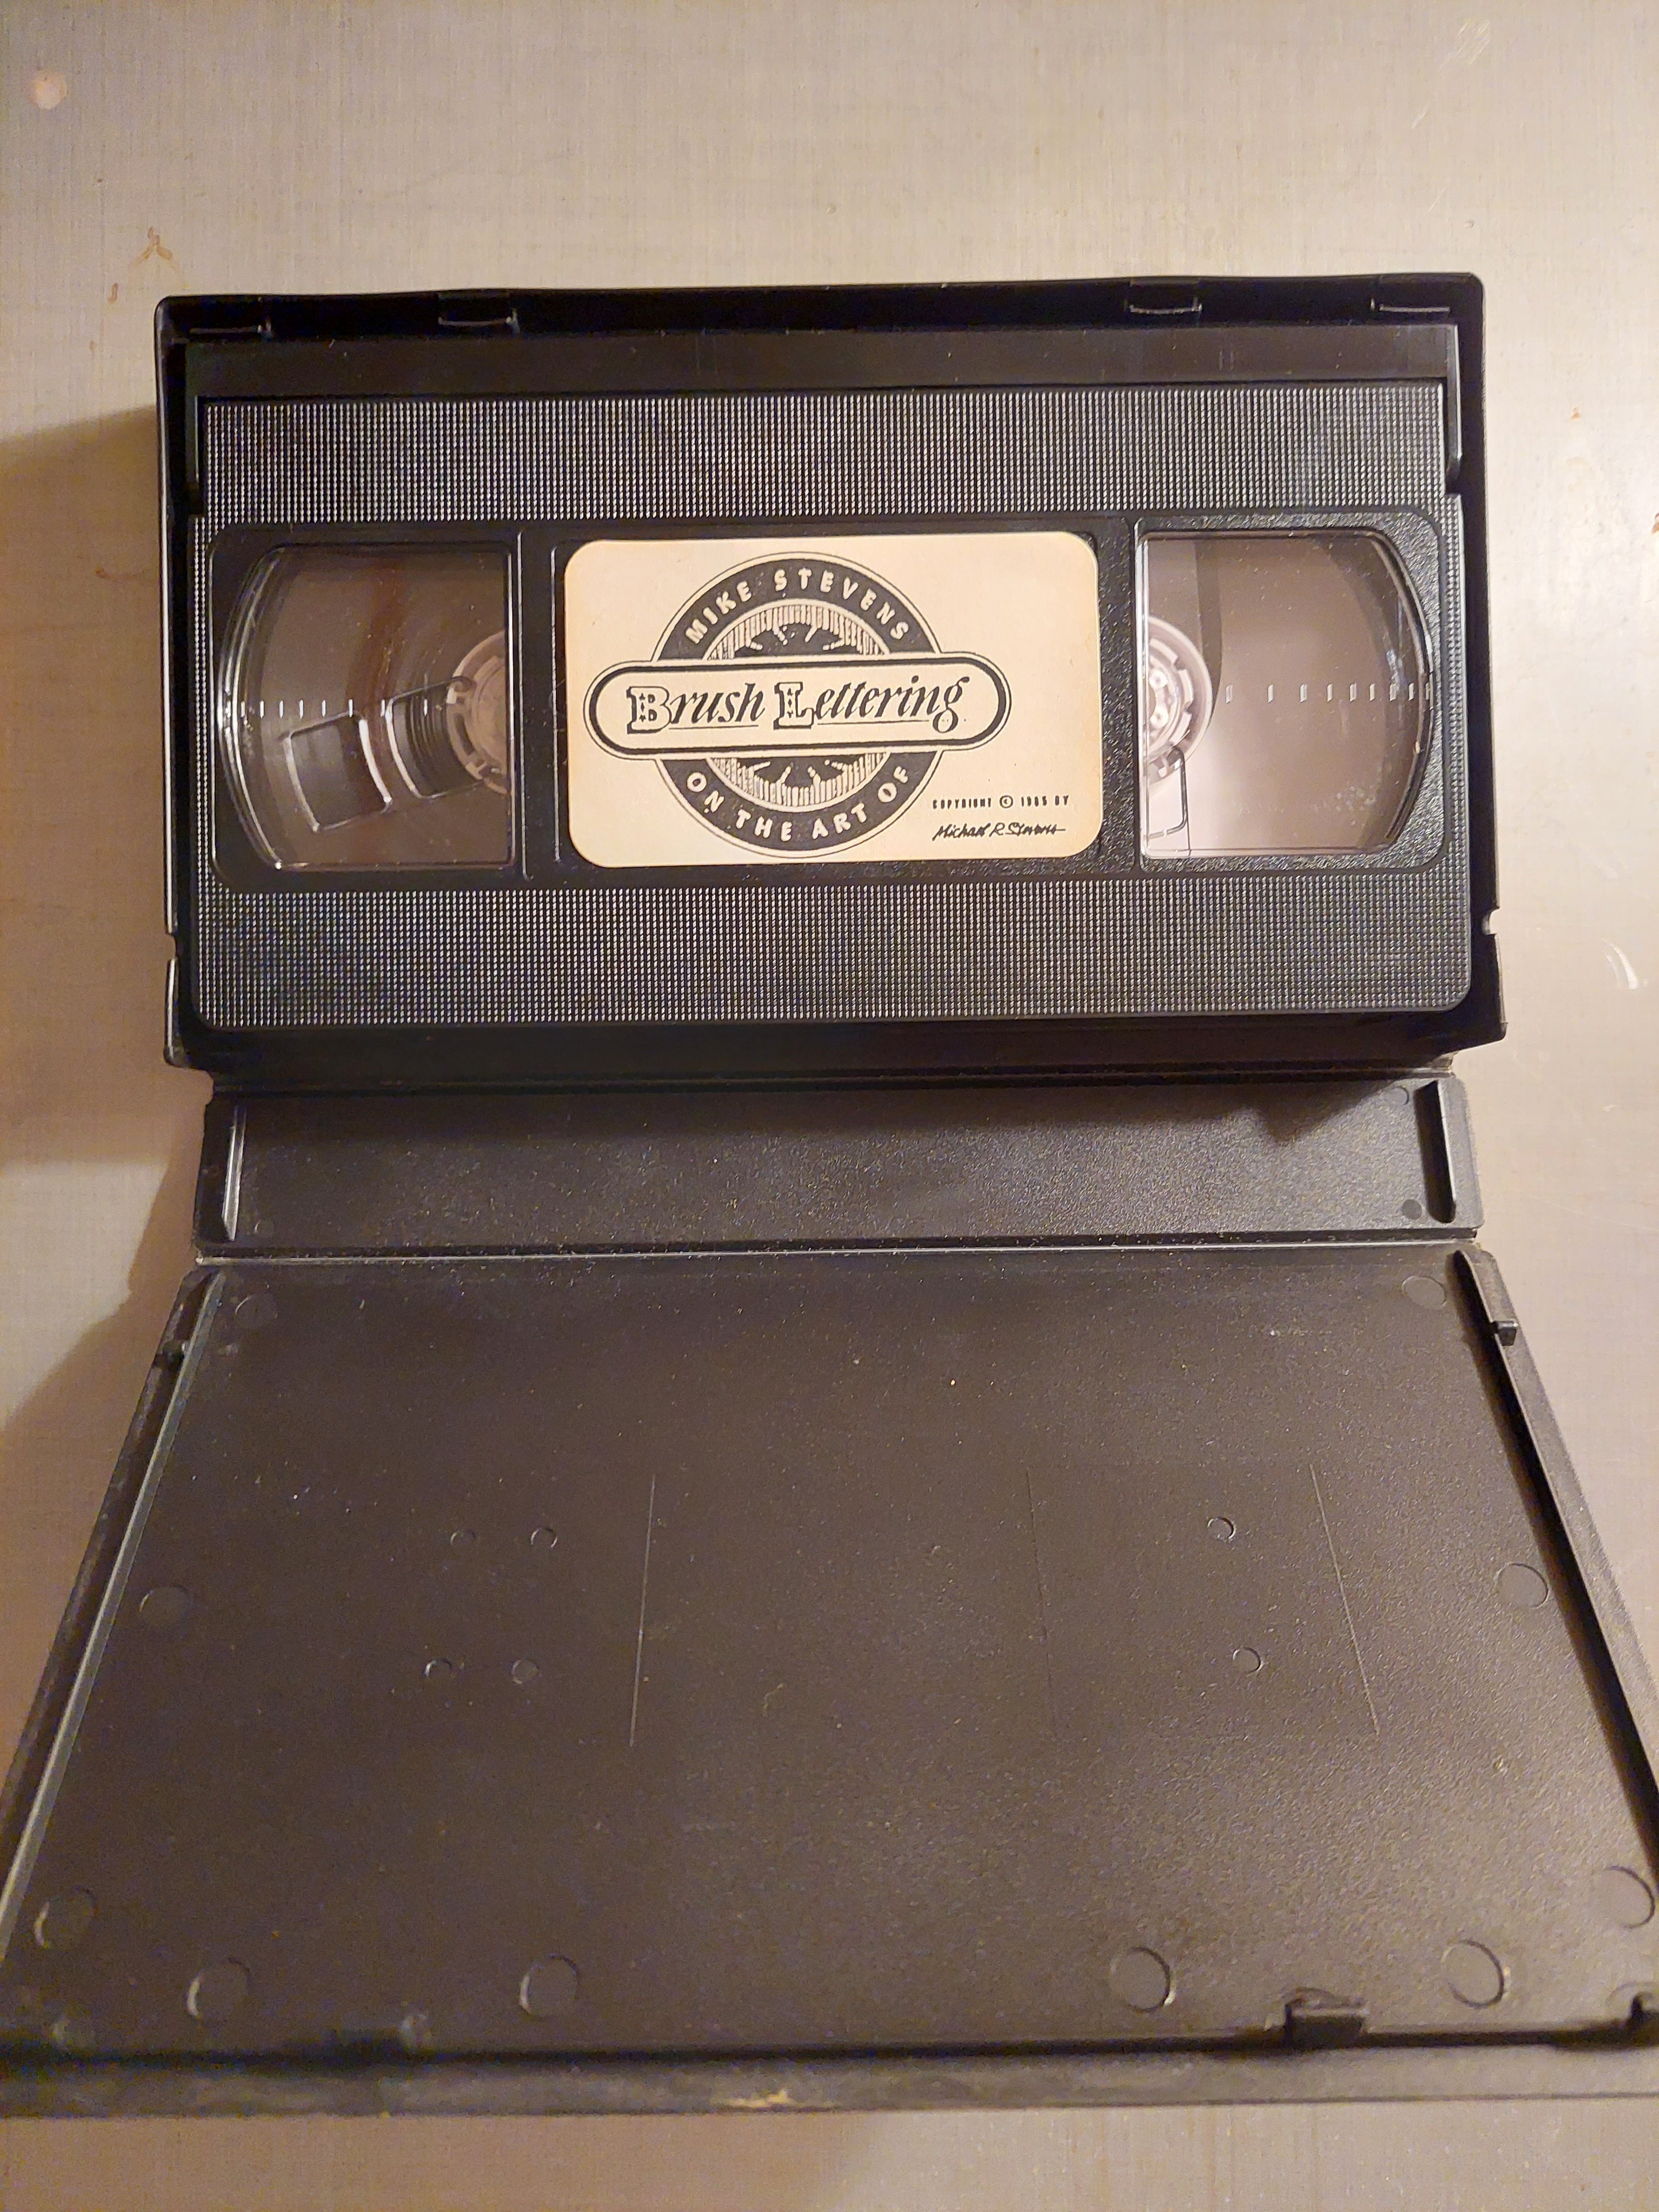 MIKE STEVENS
Brush Lettering
ON THE ART OF
COPYRIGHT © 1985 BY
Michael R. Stevens